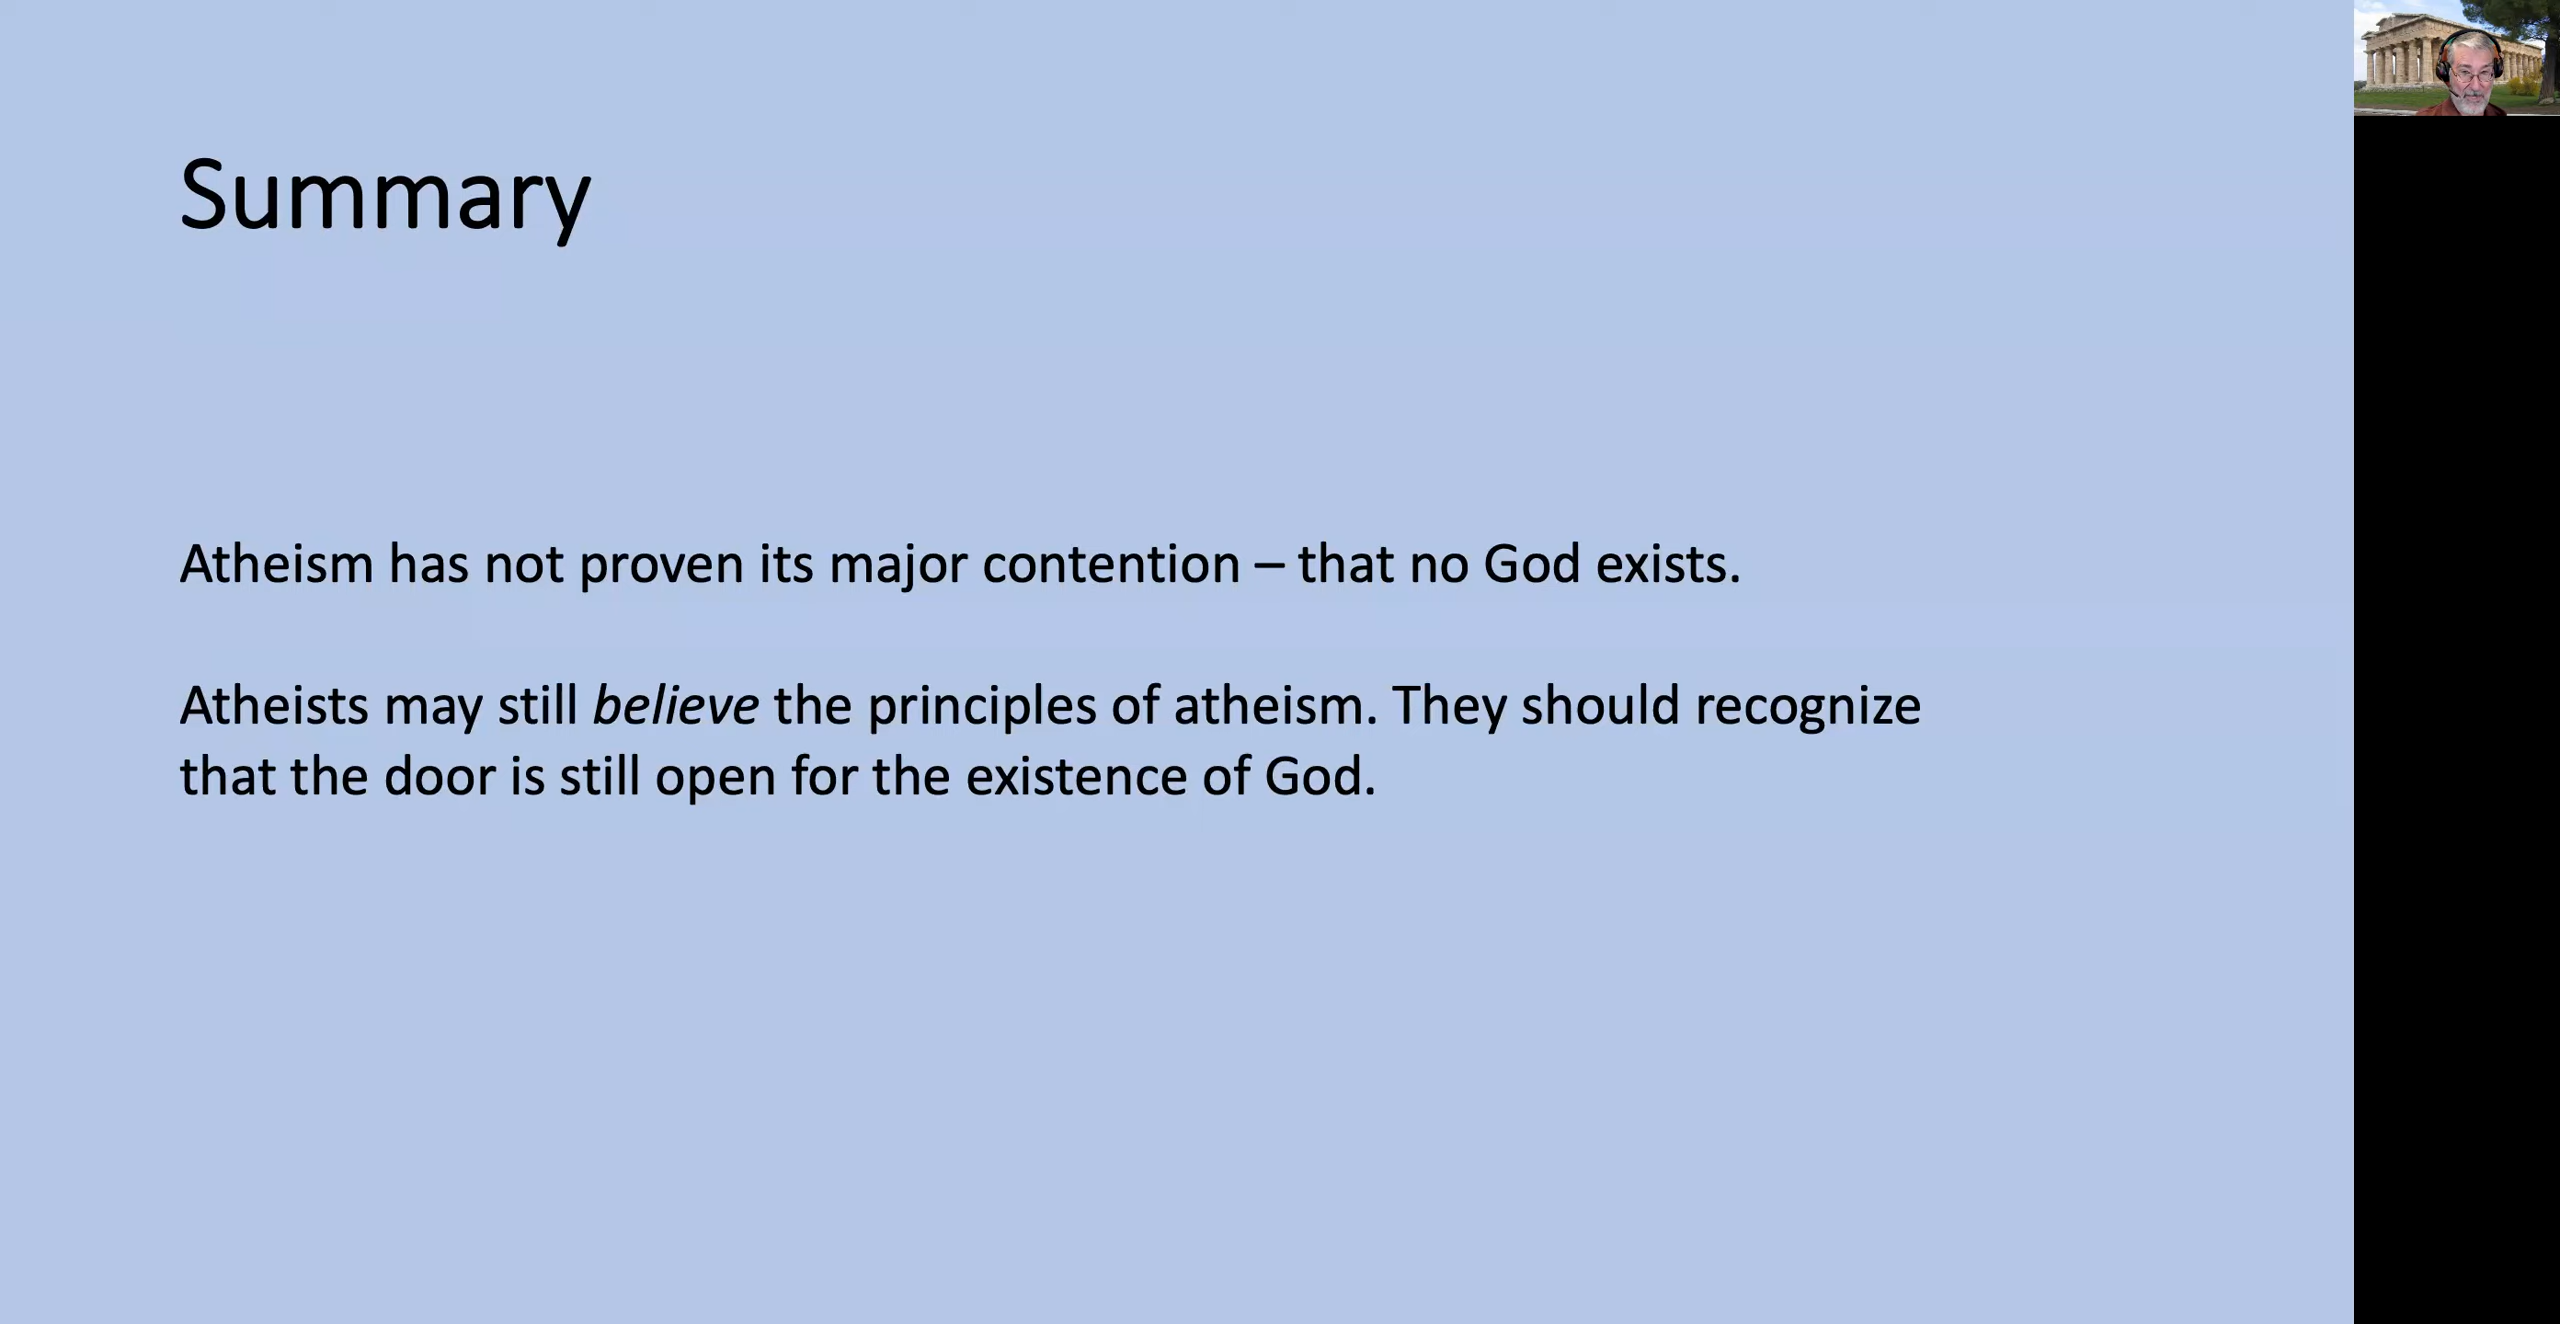 Summary
Atheism has not proven its major contention – that no God exists.
Atheists may still believe the principles of atheism. They should recognize
that the door is still open for the existence of God.